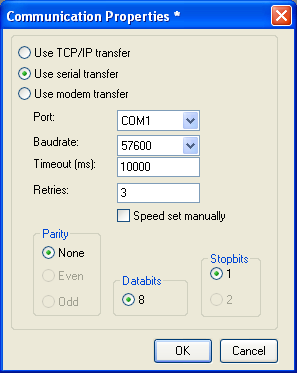 Communication Properties *
Use TCP/IP transfer
Use serial transfer
Use modem transfer
Port: COM1
Baudrate: 57600
Timeout (ms): 10000
Retries: 3
Speed set manually
Parity
None
Even
Odd
Databits
8
Stopbits
1
2
OK Cancel